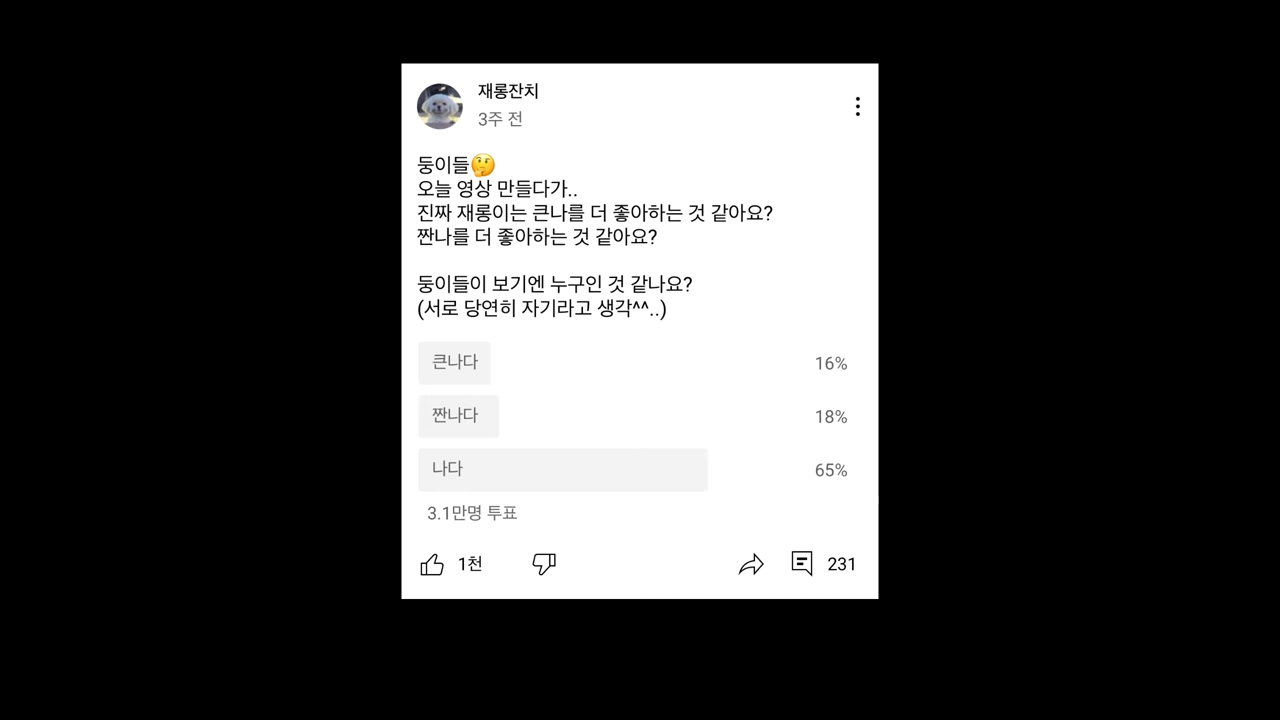 재롱잔치
3주 전
둥이들🤔
오늘 영상 만들다가..
진짜 재롱이는 큰나를 더 좋아하는 것 같아요?
짠나를 더 좋아하는 것 같아요?
둥이들이 보기엔 누구인 것 같나요?
(서로 당연히 자기라고 생각^^..)
큰나다 16%
짠나다 18%
나다 65%
3.1만명 투표
1천 231